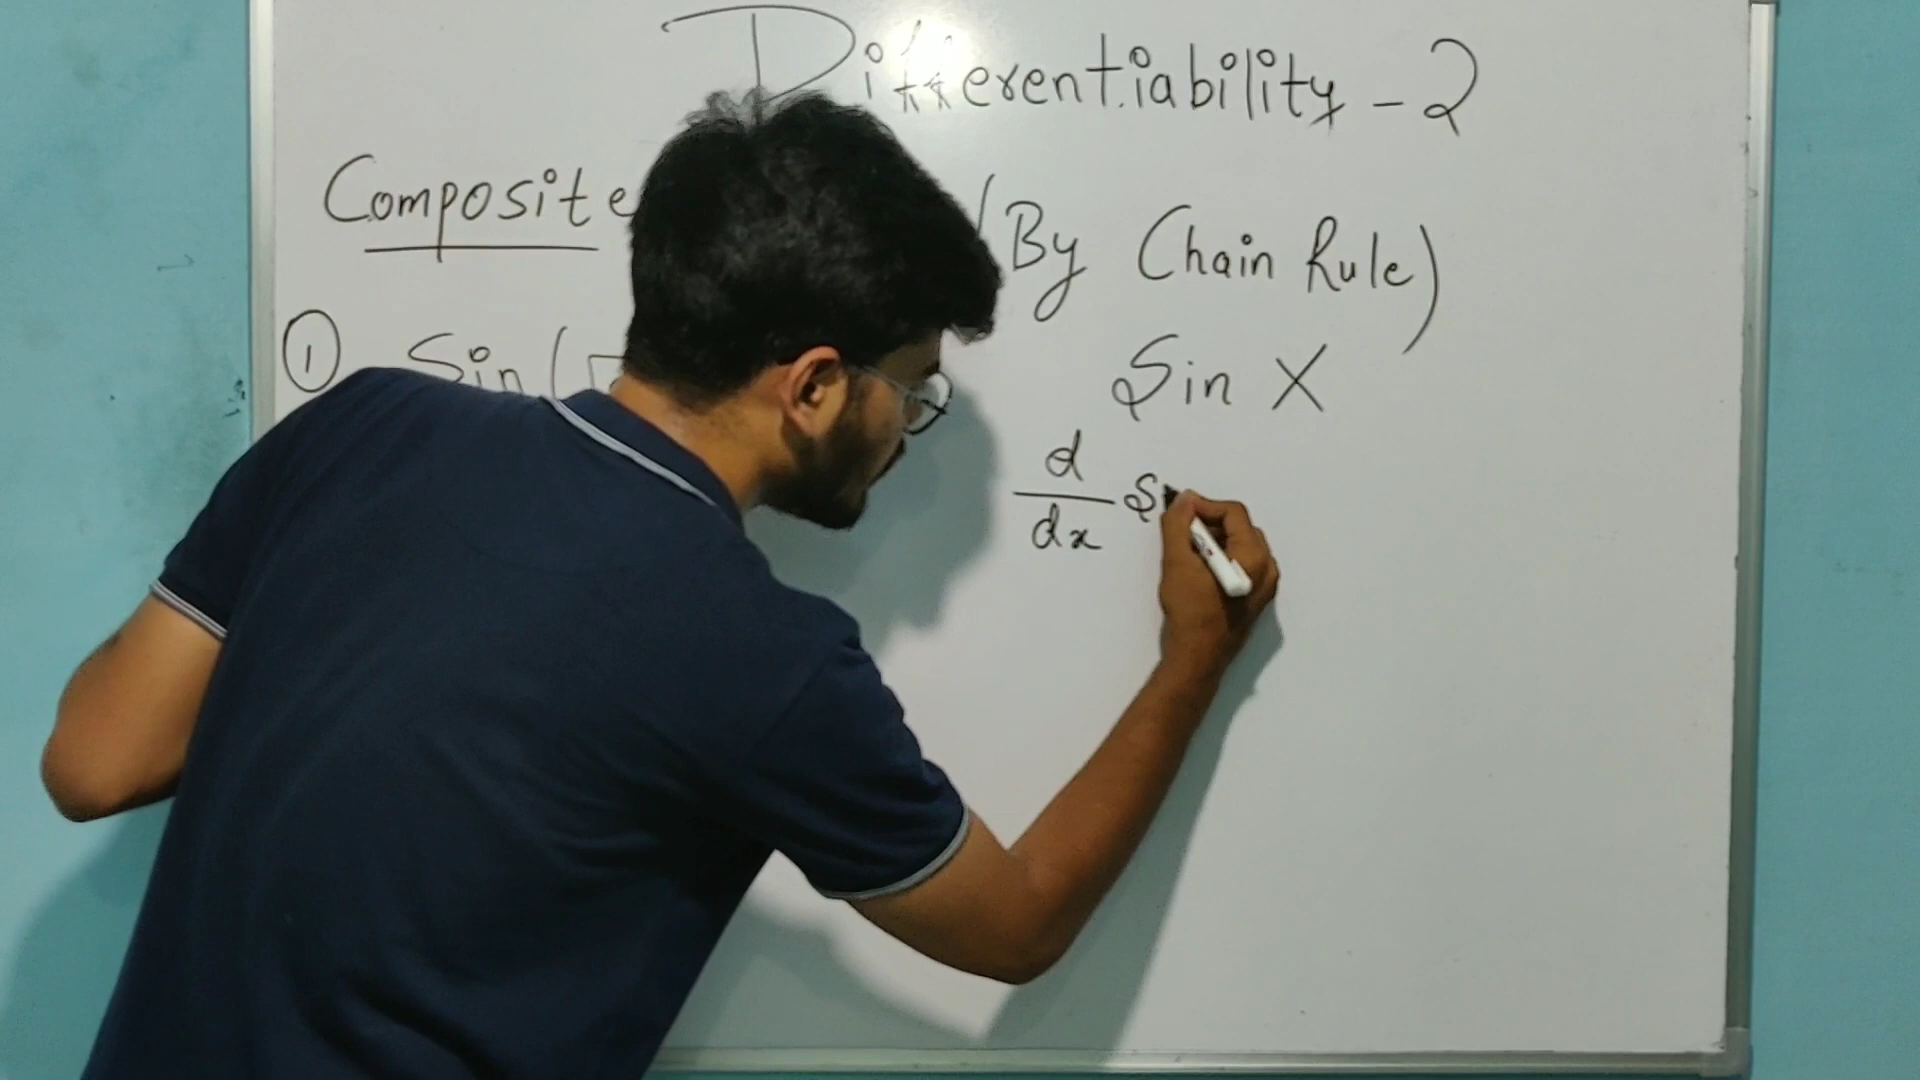 Differentiability - 2
Composite (By Chain Rule)
① Sin (
Sin X
d
dx S